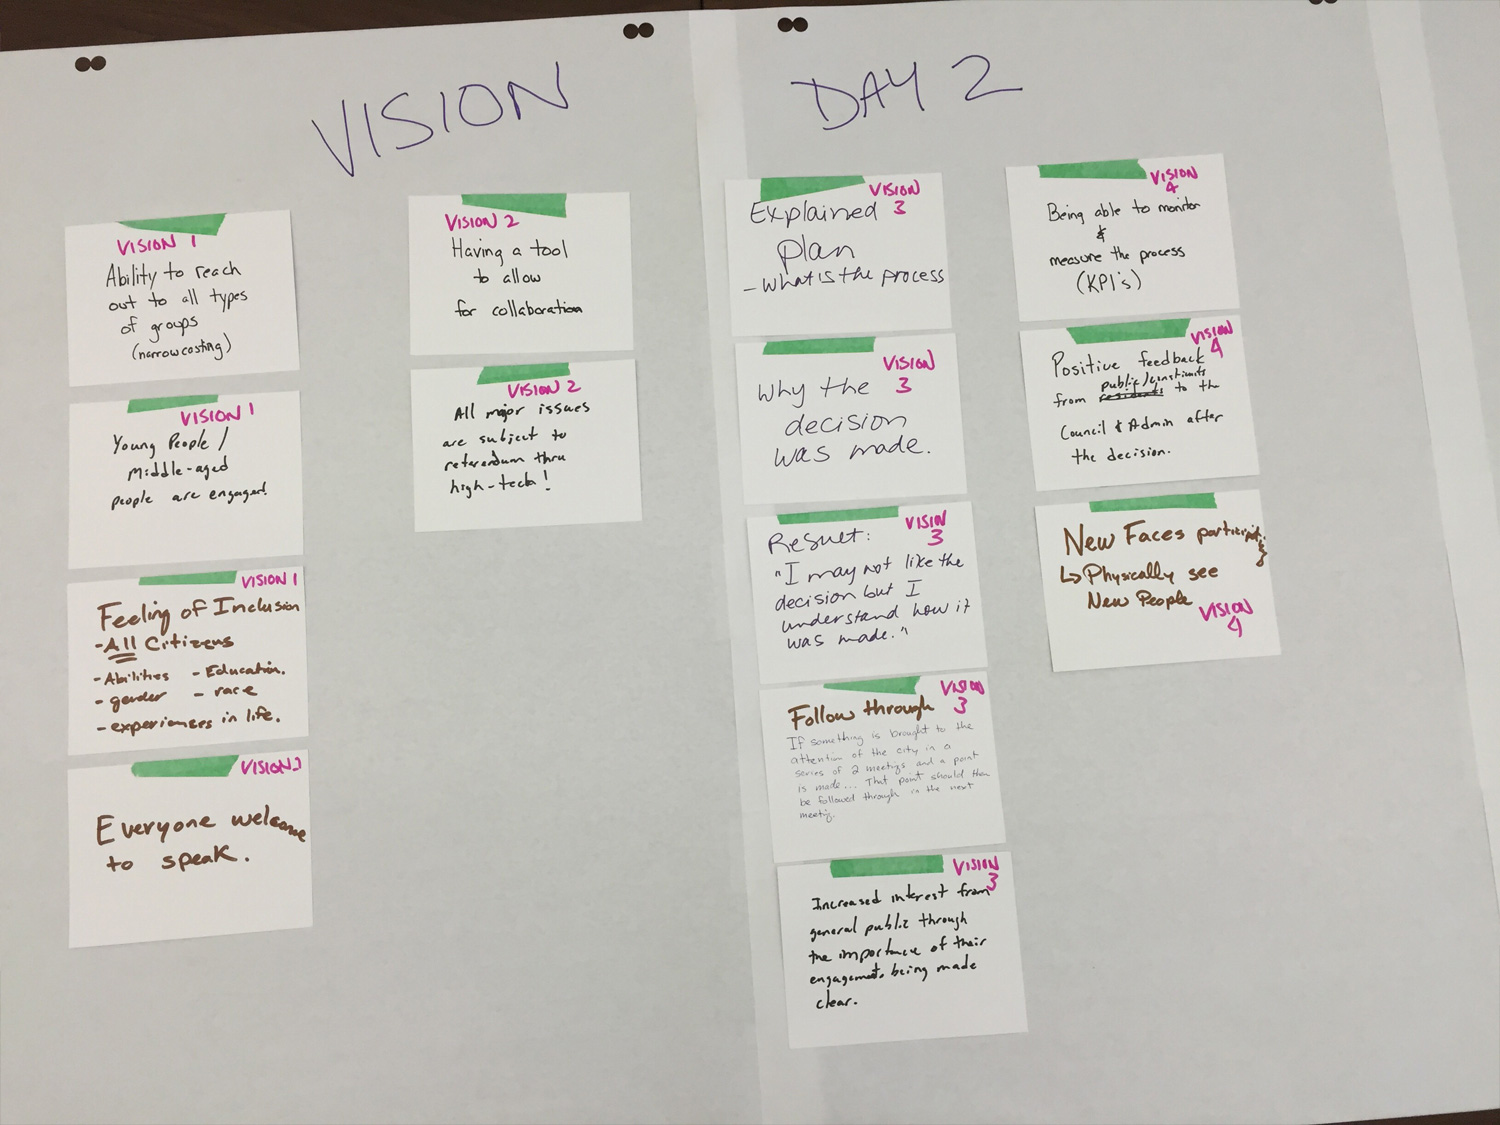 VISION DAY 2
VISION 1
Ability to reach
out to all types
of groups
(narrowcasting)
VISION 1
Young People /
Middle-aged
people are engaged.
VISION 1
Feeling of Inclusion
- All Citizens
- Abilities - Education.
- gender - race
- experiences in life.
VISION 1
Everyone welcome
to speak.
VISION 2
Having a tool
to allow
for collaboration
VISION 2
All major issues
are subject to
referendum thru
high-tech!
VISION
3
Explained
plan
- what is the process
VISION
3
Why the
decision
was made.
VISION
3
Result:
"I may not like the
decision but I
understand how it
was made."
VISION
3
Follow through
If something is brought to the
attention of the city in a
series of 2 meetings and a point
is made... That point should then
be followed through in the next
meeting.
VISION
3
Increased interest from
general public through
the importance of their
engagements being made
clear.
VISION
4
Being able to monitor
&
measure the process
(KPI's)
VISION
4
Positive feedback
public/
from residents to the
Council & Admin after
the decision.
New Faces
↳ Physically see
New People
VISION
4